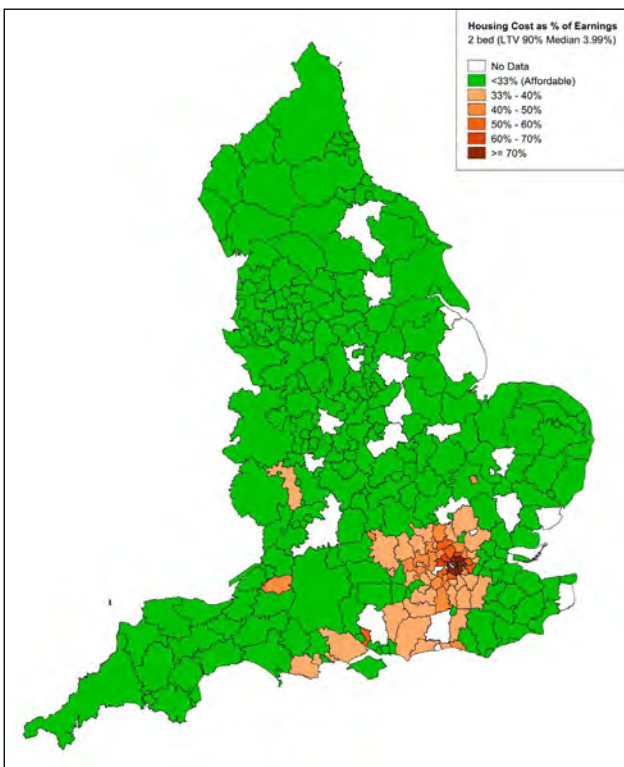 Housing Cost as % of Earnings
2 bed (LTV 90% Median 3.99%)
No Data
<33% (Affordable)
33% - 40%
40% - 50%
50% - 60%
60% - 70%
>= 70%